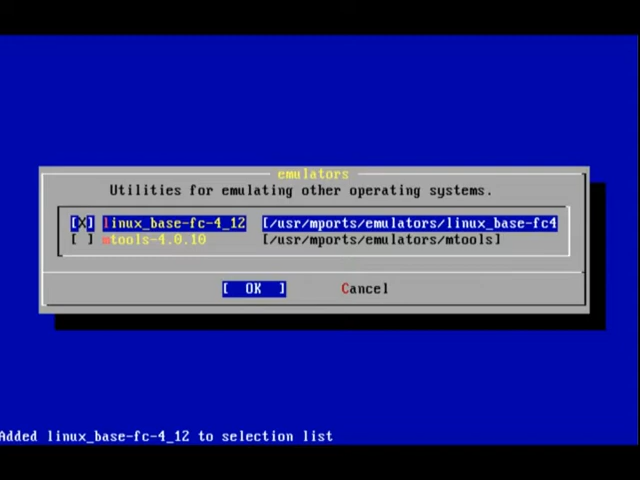 emulators
Utilities for emulating other operating systems.
[X] linux_base-fc-4_12 [/usr/mports/emulators/linux_base-fc4
[ ] mtools-4.0.10 [/usr/mports/emulators/mtools]
[ OK ] Cancel
Added linux_base-fc-4_12 to selection list